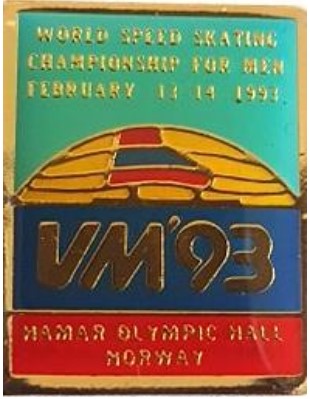 WORLD SPEED SKATING
CHAMPIONSHIP FOR MEN
FEBRUARY 13-14 1993
VM'93
HAMAR OLYMPIC HALL
NORWAY